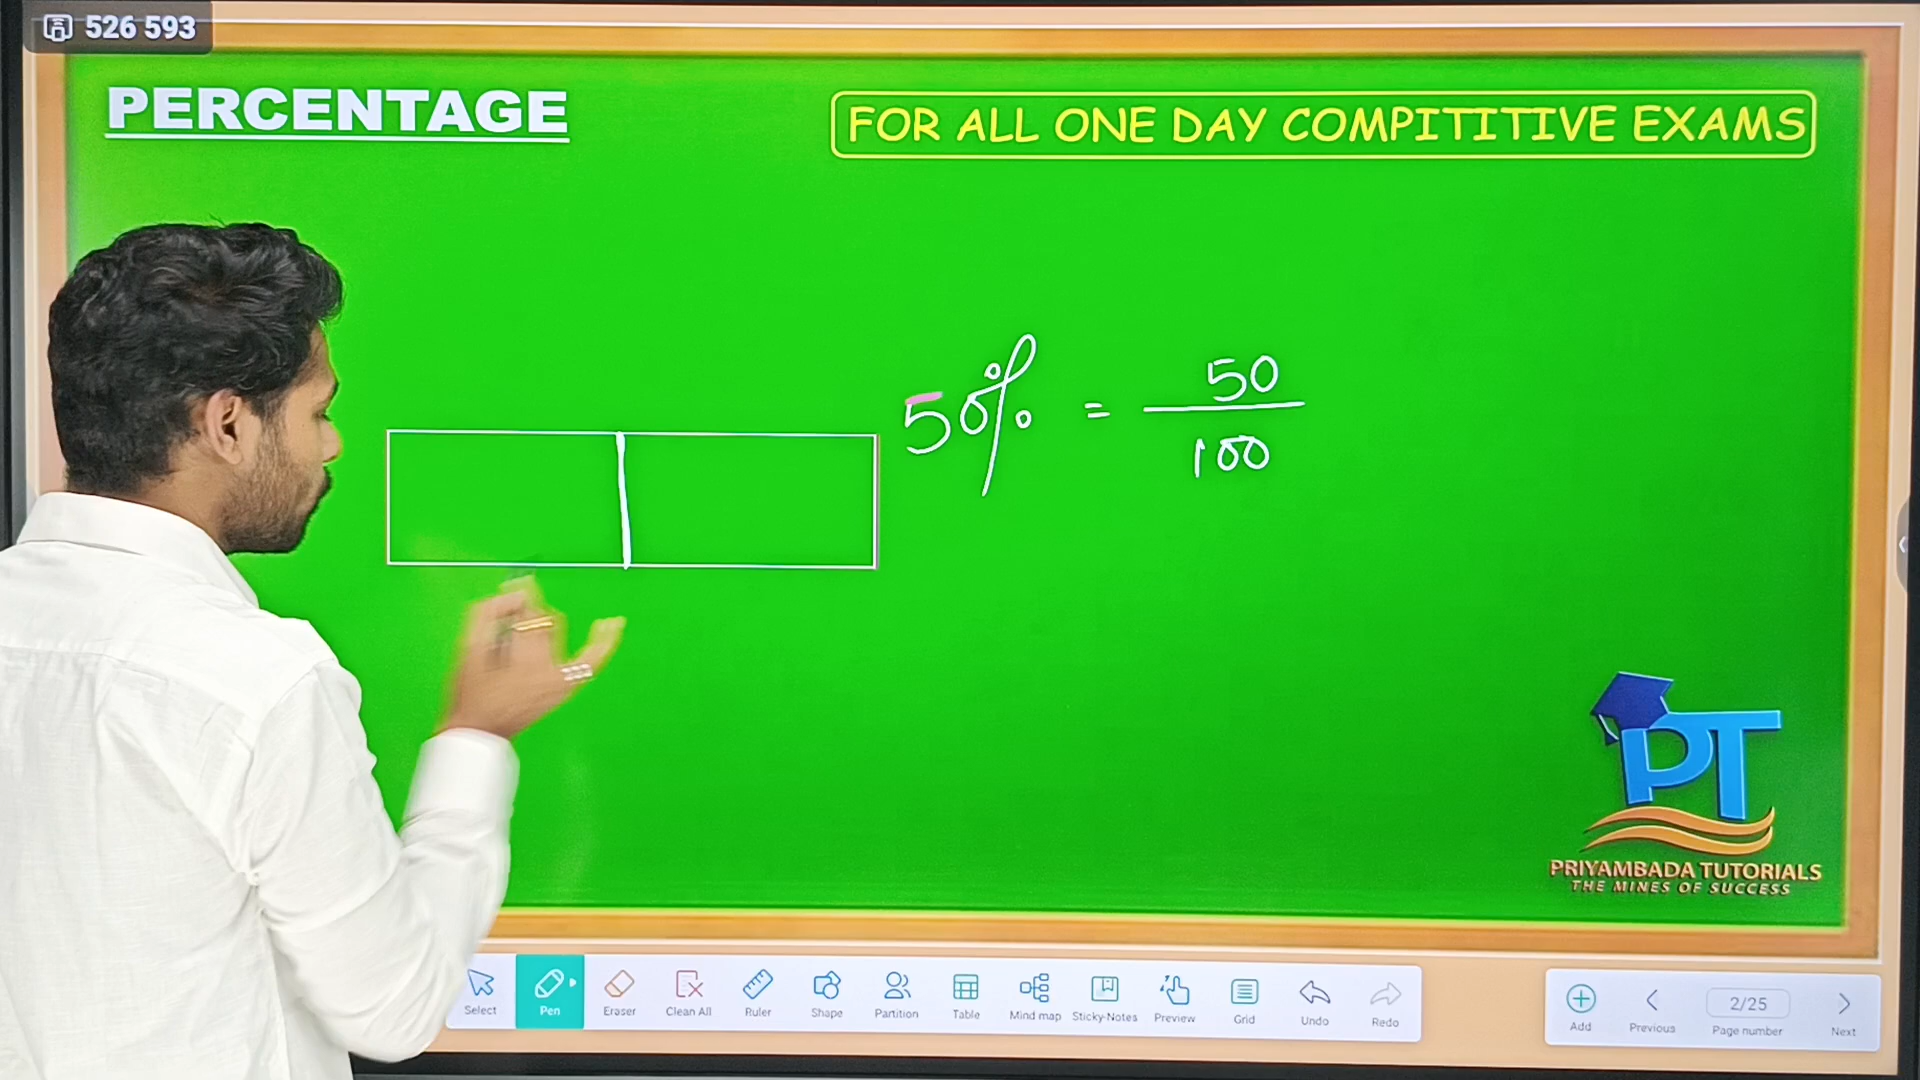 526 593
PERCENTAGE
FOR ALL ONE DAY COMPITITIVE EXAMS
50% = 50
100
PRIYAMBADA TUTORIALS
THE MINES OF SUCCESS
PT
Select Pen Eraser Clean All Ruler Shape Partition Table Mind map Sticky-Notes Preview Grid Undo Redo
Add Previous 2/25 Page number Next